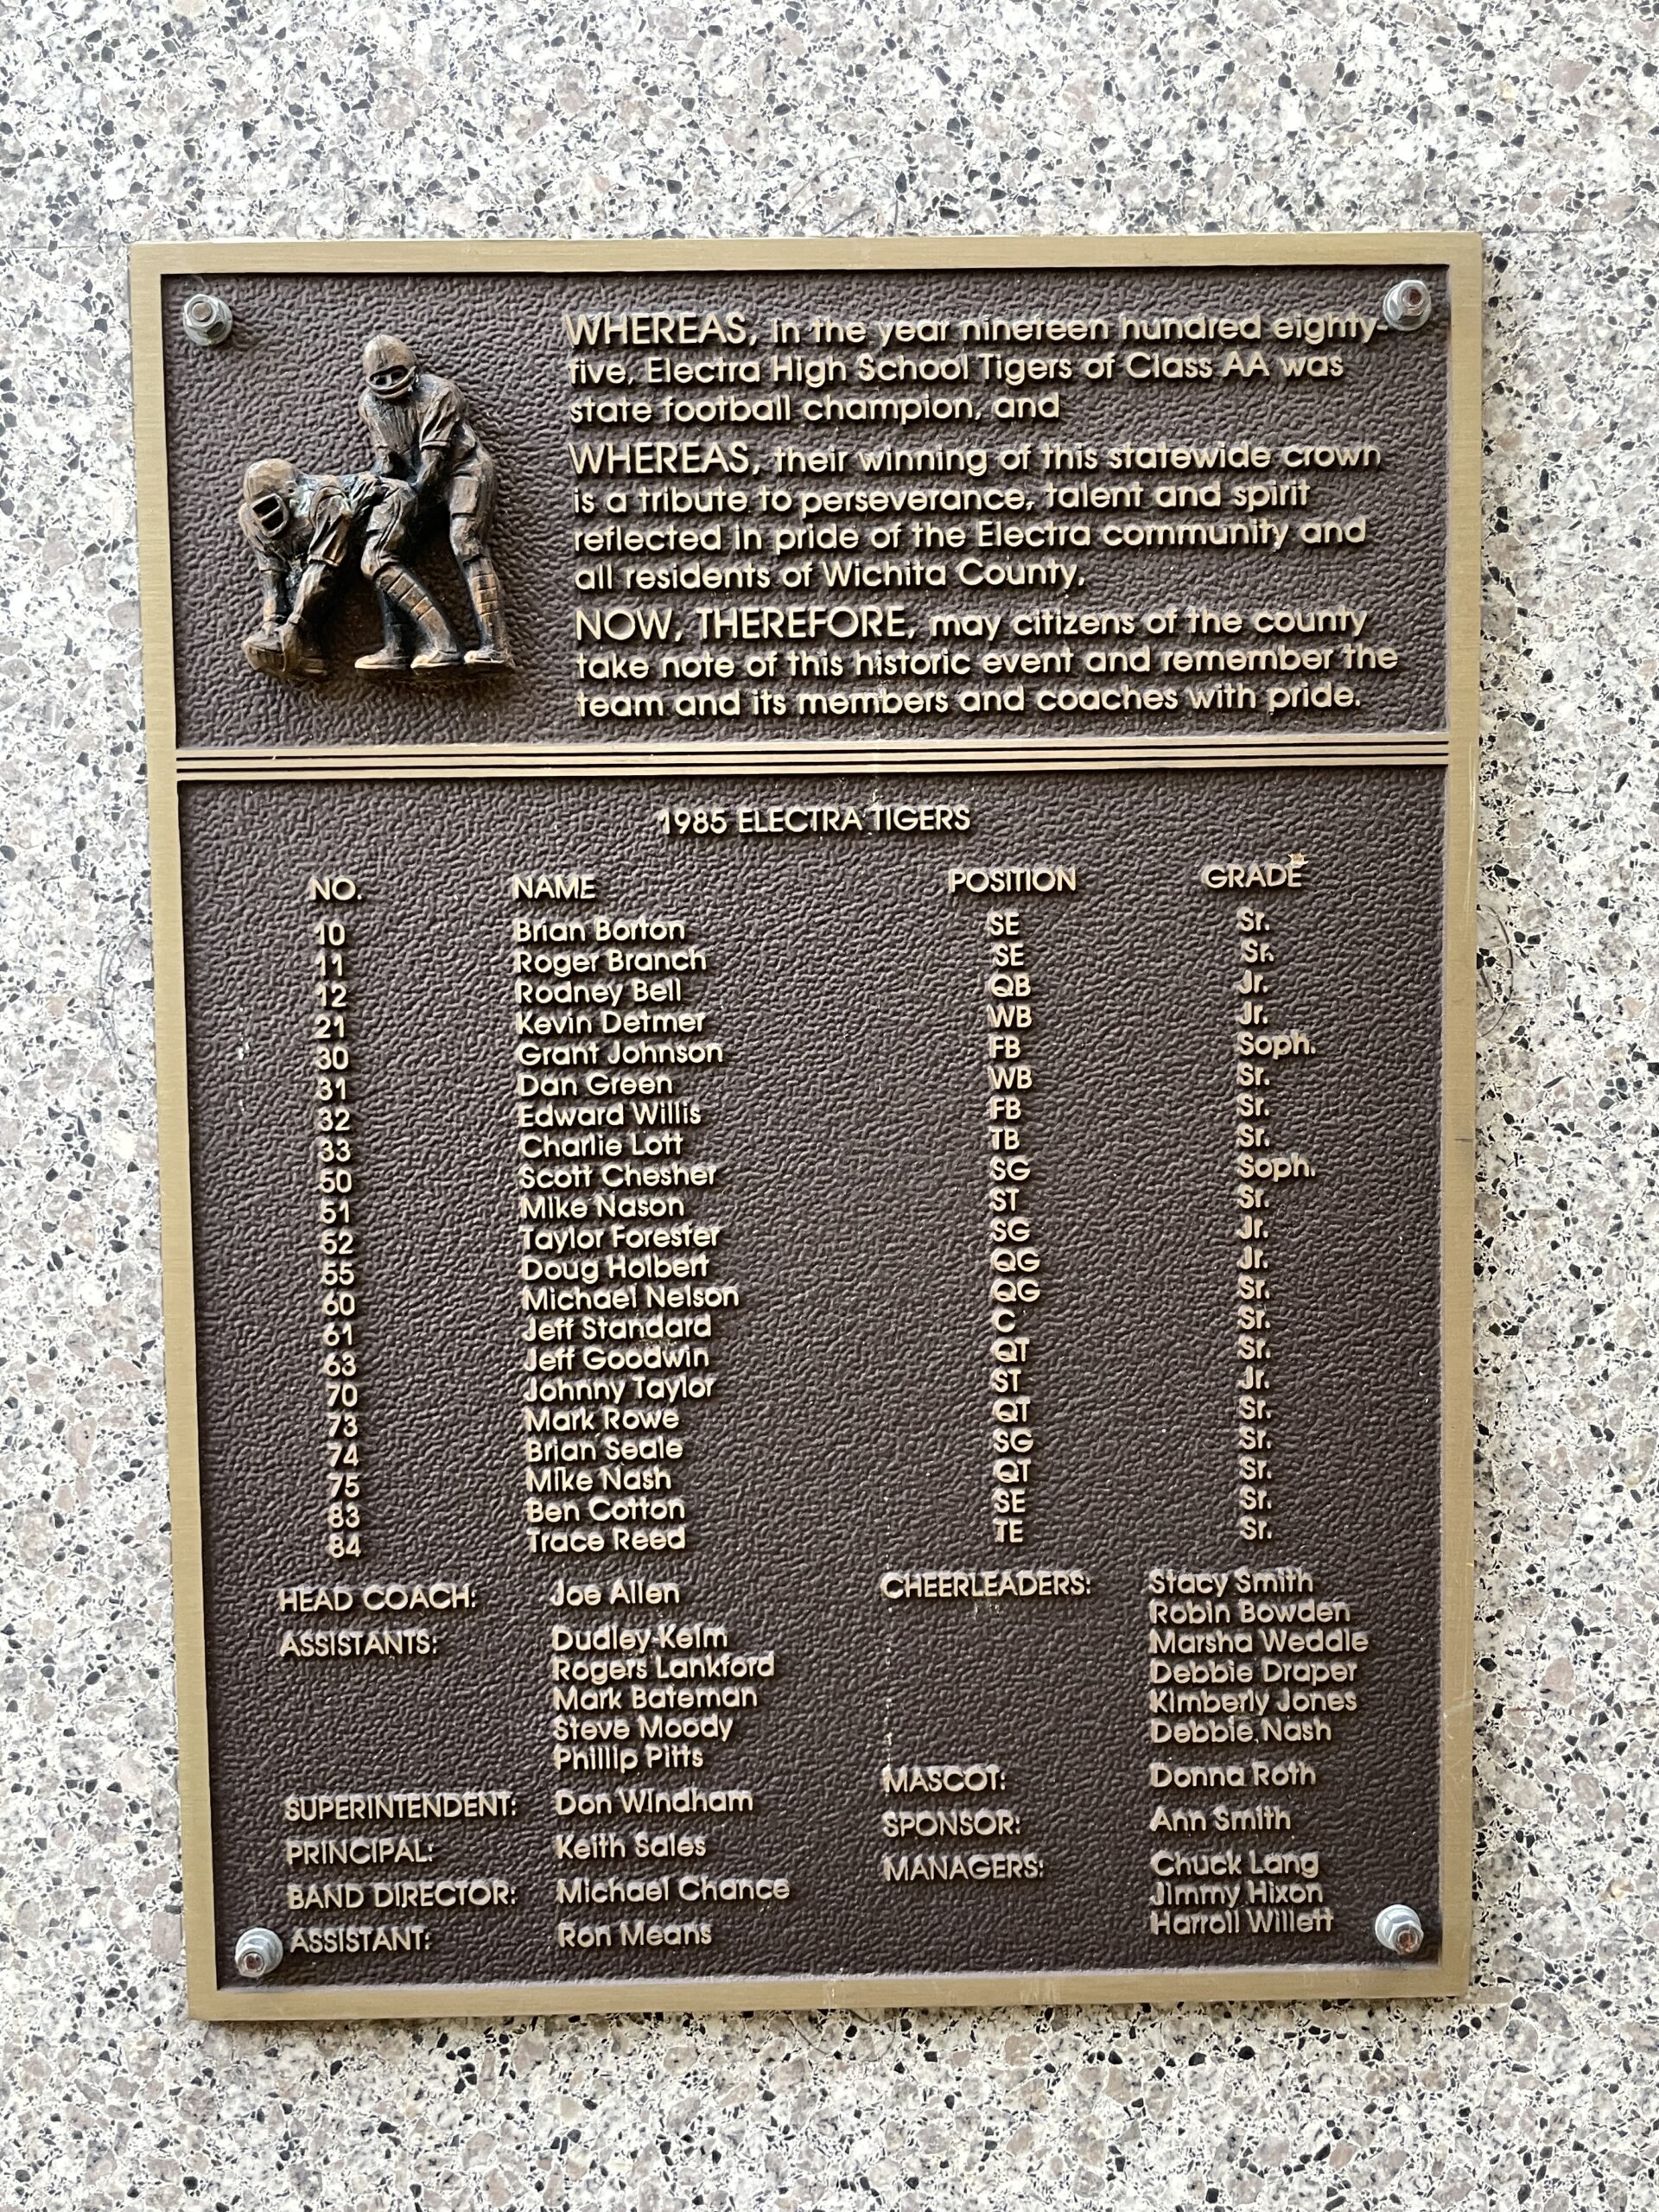 WHEREAS, in the year nineteen hundred eighty-
five, Electra High School Tigers of Class AA was
state football champion, and
WHEREAS, their winning of this statewide crown
is a tribute to perseverance, talent and spirit
reflected in pride of the Electra community and
all residents of Wichita County,
NOW, THEREFORE, may citizens of the county
take note of this historic event and remember the
team and its members and coaches with pride.
1985 ELECTRA TIGERS
NO. NAME POSITION GRADE
10 Brian Borton SE Sr.
11 Roger Branch SE Sr.
12 Rodney Bell QB Jr.
21 Kevin Detmer WB Jr.
30 Grant Johnson FB Soph.
31 Dan Green WB Sr.
32 Edward Willis FB Sr.
33 Charlie Lott TB Sr.
50 Scott Chesher SG Soph.
51 Mike Nason ST Sr.
52 Taylor Forester SG Jr.
55 Doug Holbert QG Jr.
60 Michael Nelson QG Sr.
61 Jeff Standard C Sr.
63 Jeff Goodwin QT Sr.
70 Johnny Taylor ST Jr.
73 Mark Rowe QT Sr.
74 Brian Seale SG Sr.
75 Mike Nash QT Sr.
83 Ben Cotton SE Sr.
84 Trace Reed TE Sr.
HEAD COACH: Joe Allen
ASSISTANTS: Dudley Keim
Rogers Lankford
Mark Bateman
Steve Moody
Phillip Pitts
SUPERINTENDENT: Don Windham
PRINCIPAL: Keith Sales
BAND DIRECTOR: Michael Chance
ASSISTANT: Ron Means
CHEERLEADERS: Stacy Smith
Robin Bowden
Marsha Weddle
Debbie Draper
Kimberly Jones
Debbie Nash
MASCOT: Donna Roth
SPONSOR: Ann Smith
MANAGERS: Chuck Lang
Jimmy Hixon
Harroll Willett